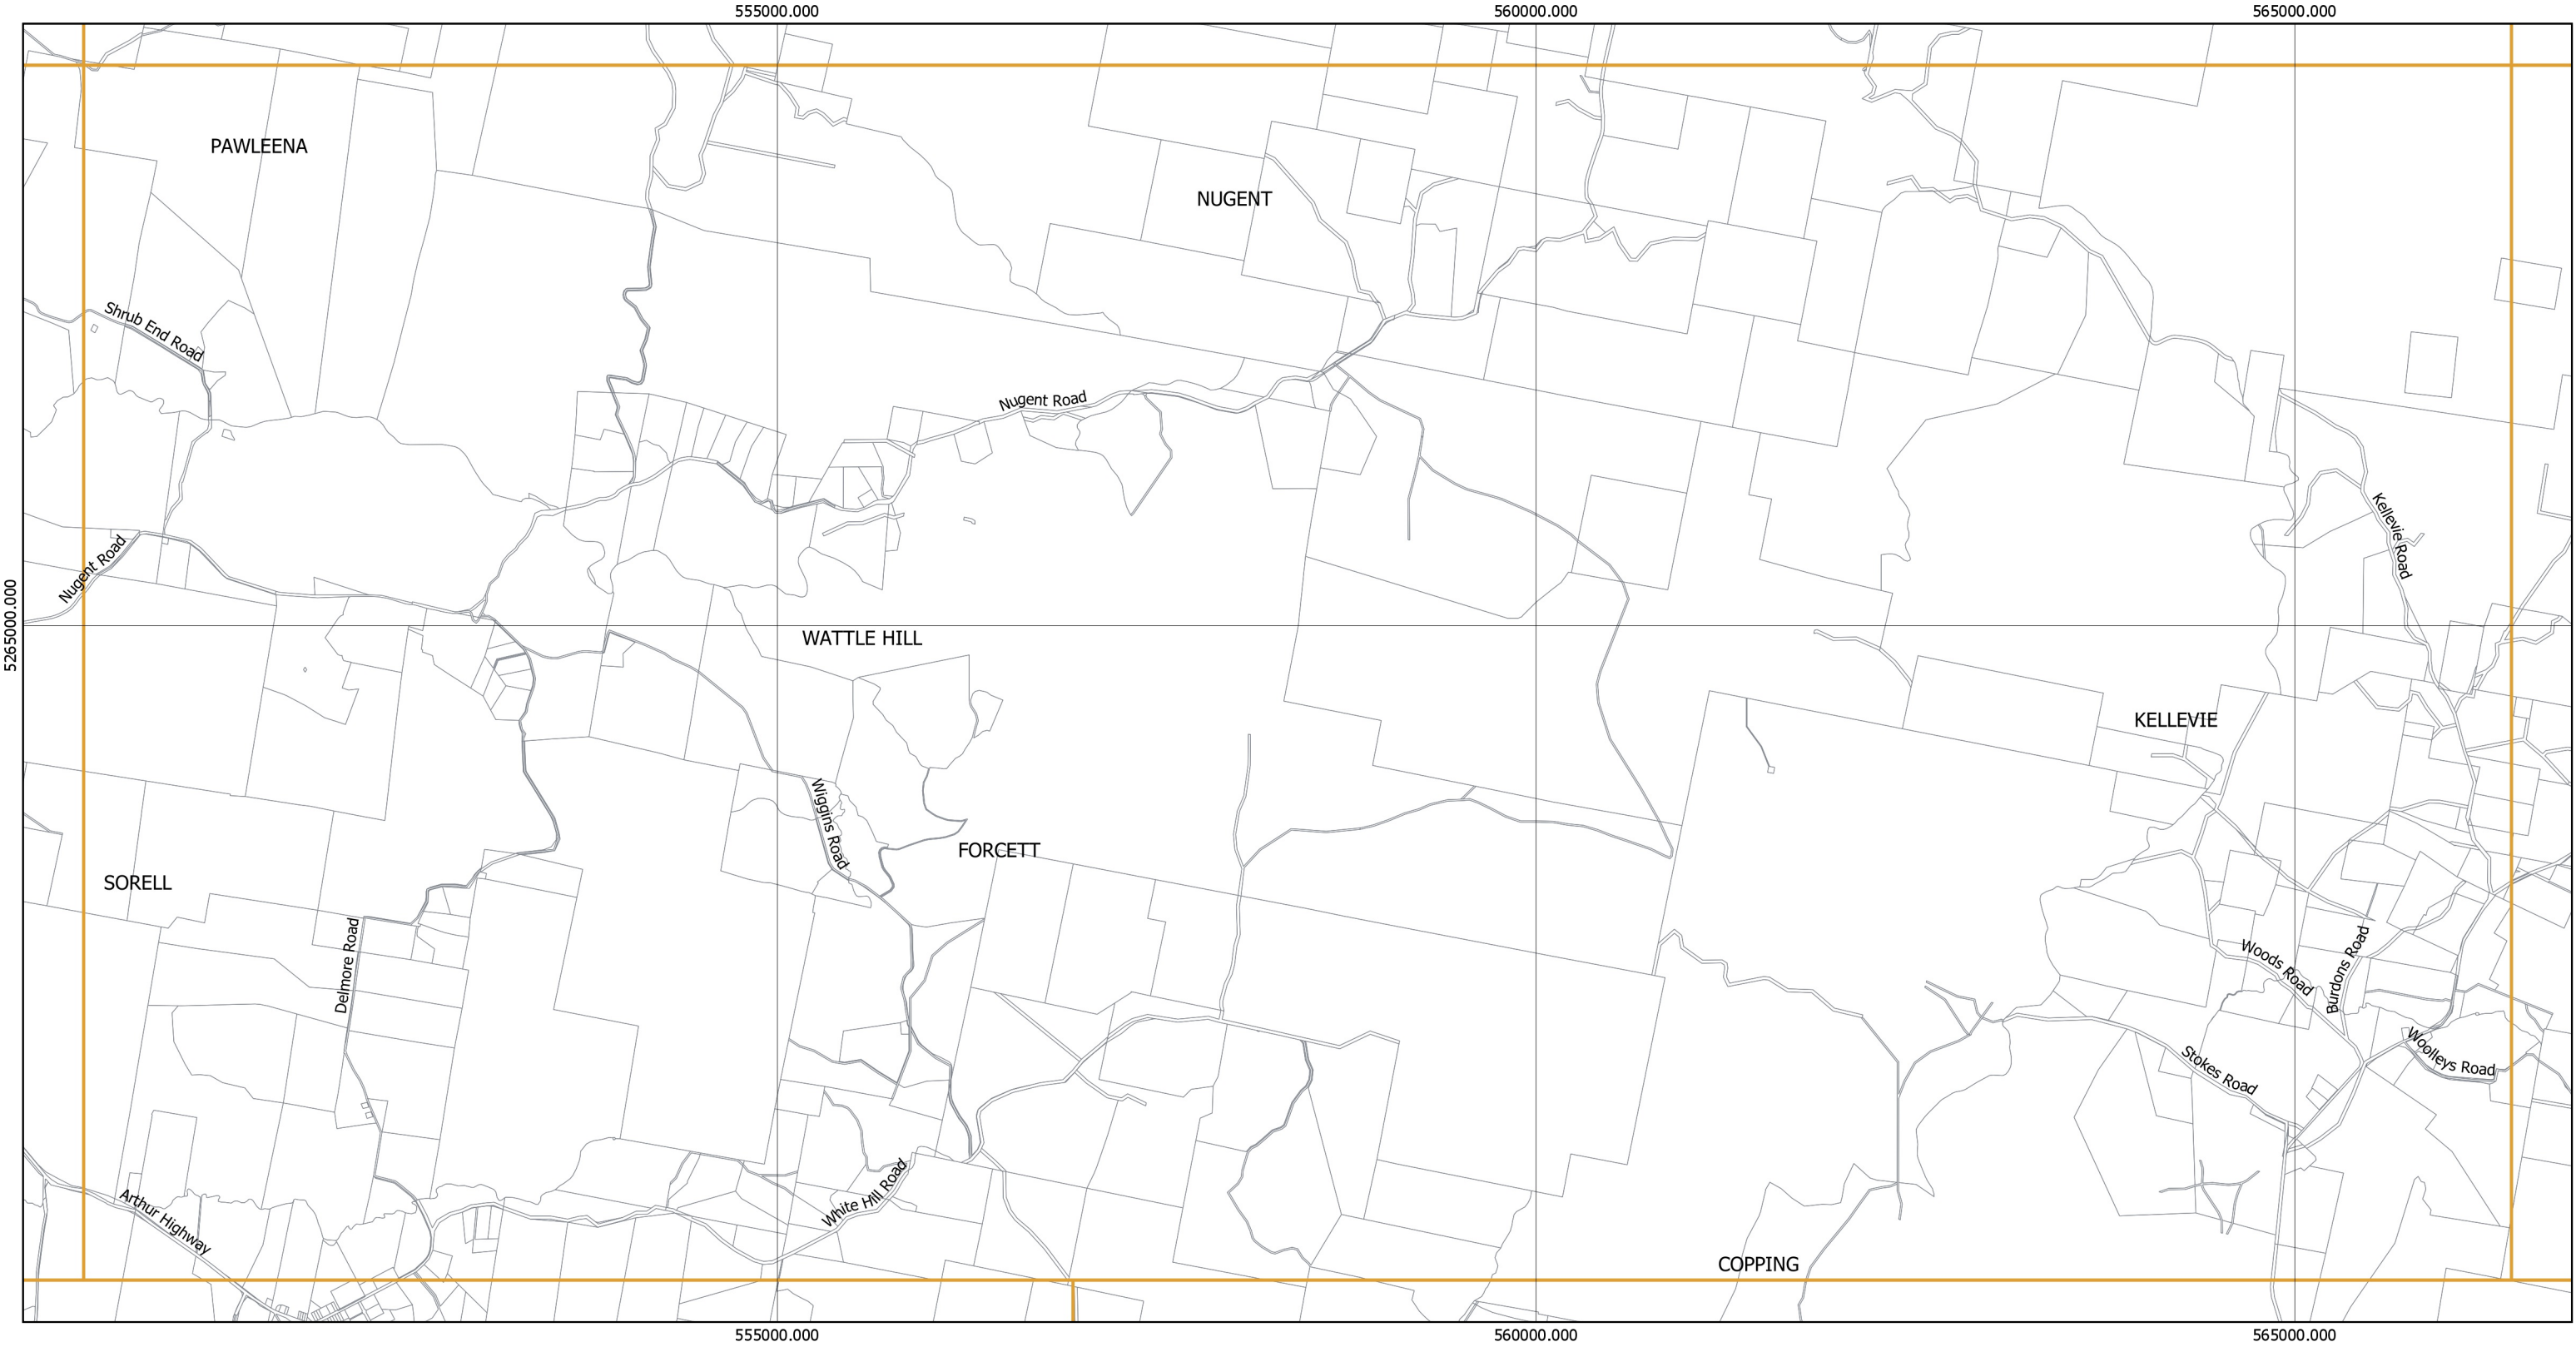 555000.000
560000.000
565000.000
PAWLEENA
NUGENT
Shrub End Road
Nugent Road
Kellevie Road
Nugent Road
5265000.000
WATTLE HILL
KELLEVIE
Wiggins Road
FORCETT
SORELL
Delmore Road
Woods Road
Burdons Road
Woolleys Road
Stokes Road
White Hill Road
Arthur Highway
COPPING
555000.000
560000.000
565000.000